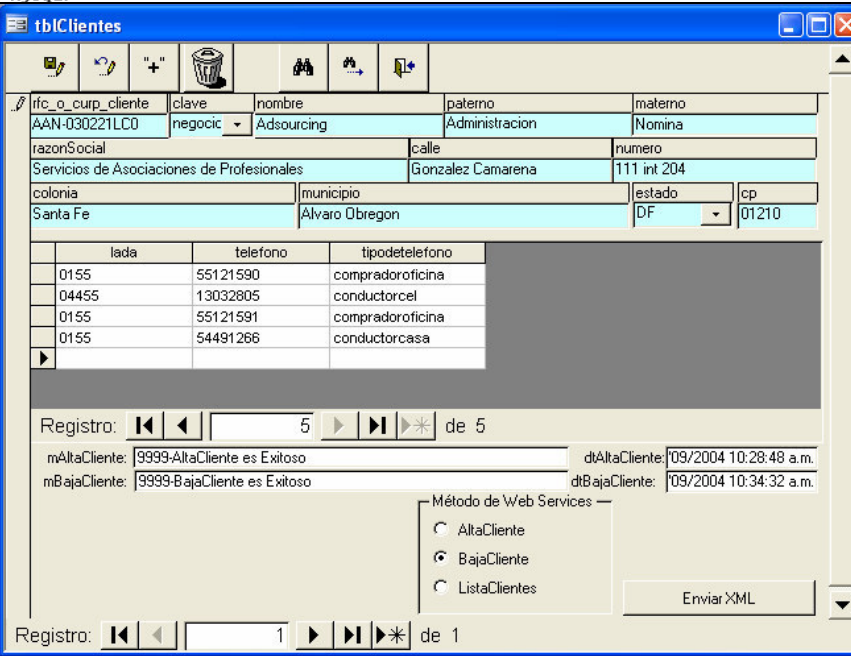 tblClientes
"+"
rfc_o_curp_cliente clave nombre paterno materno
AAN-030221LC0 negocic Adsourcing Administracion Nomina
razonSocial calle numero
Servicios de Asociaciones de Profesionales Gonzalez Camarena 111 int 204
colonia municipio estado cp
Santa Fe Alvaro Obregon DF 01210
lada telefono tipodetelefono
0155 55121590 compradoroficina
04455 13032805 conductorcel
0155 55121591 compradoroficina
0155 54491266 conductorcasa
Registro: 5 de 5
mAltaCliente: 9999-AltaCliente es Exitoso dtAltaCliente: '09/2004 10:28:48 a.m.
mBajaCliente: 9999-BajaCliente es Exitoso dtBajaCliente: '09/2004 10:34:32 a.m.
Método de Web Services
AltaCliente
BajaCliente
ListaClientes
Enviar XML
Registro: 1 de 1